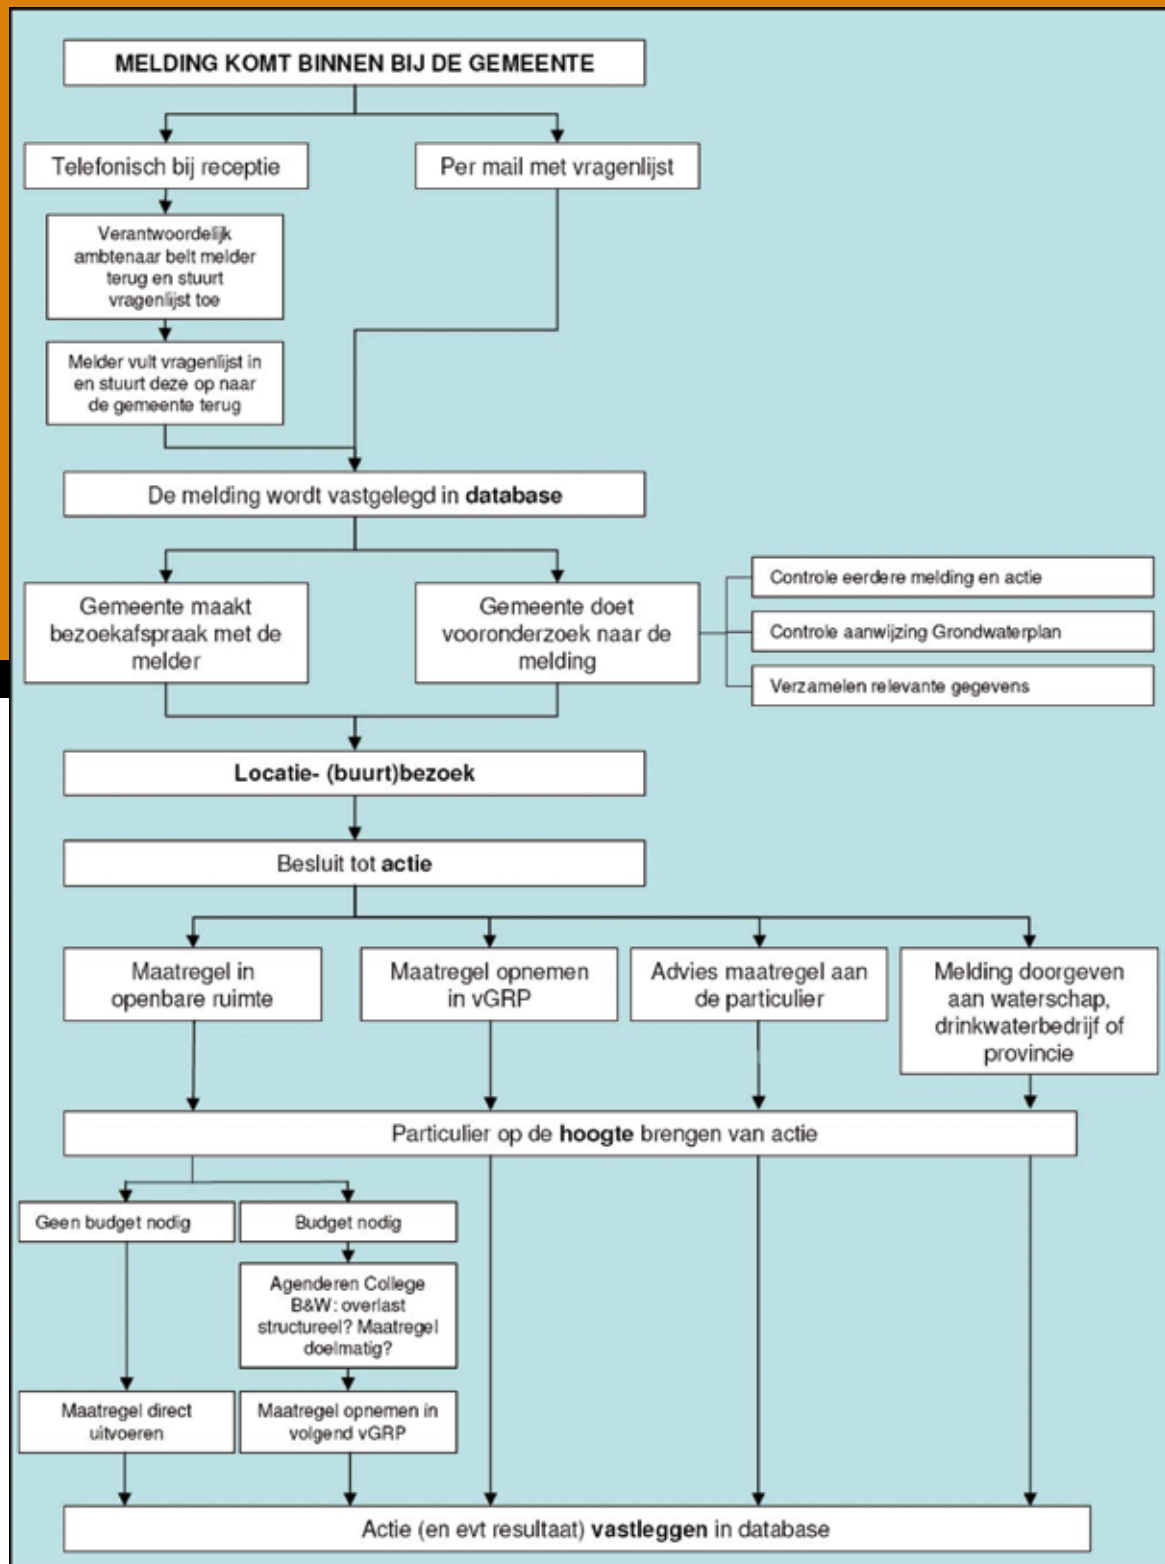 MELDING KOMT BINNEN BIJ DE GEMEENTE
Telefonisch bij receptie
Per mail met vragenlijst
Verantwoordelijk
ambtenaar belt melder
terug en stuurt
vragenlijst toe
Melder vult vragenlijst in
en stuurt deze op naar
de gemeente terug
De melding wordt vastgelegd in database
Gemeente maakt
bezoekafspraak met de
melder
Gemeente doet
vooronderzoek naar de
melding
Controle eerdere melding en actie
Controle aanwijzing Grondwaterplan
Verzamelen relevante gegevens
Locatie- (buurt)bezoek
Besluit tot actie
Maatregel in
openbare ruimte
Maatregel opnemen
in vGRP
Advies maatregel aan
de particulier
Melding doorgeven
aan waterschap,
drinkwaterbedrijf of
provincie
Particulier op de hoogte brengen van actie
Geen budget nodig
Budget nodig
Agenderen College
B&W: overlast
structureel? Maatregel
doelmatig?
Maatregel direct
uitvoeren
Maatregel opnemen in
volgend vGRP
Actie (en evt resultaat) vastleggen in database